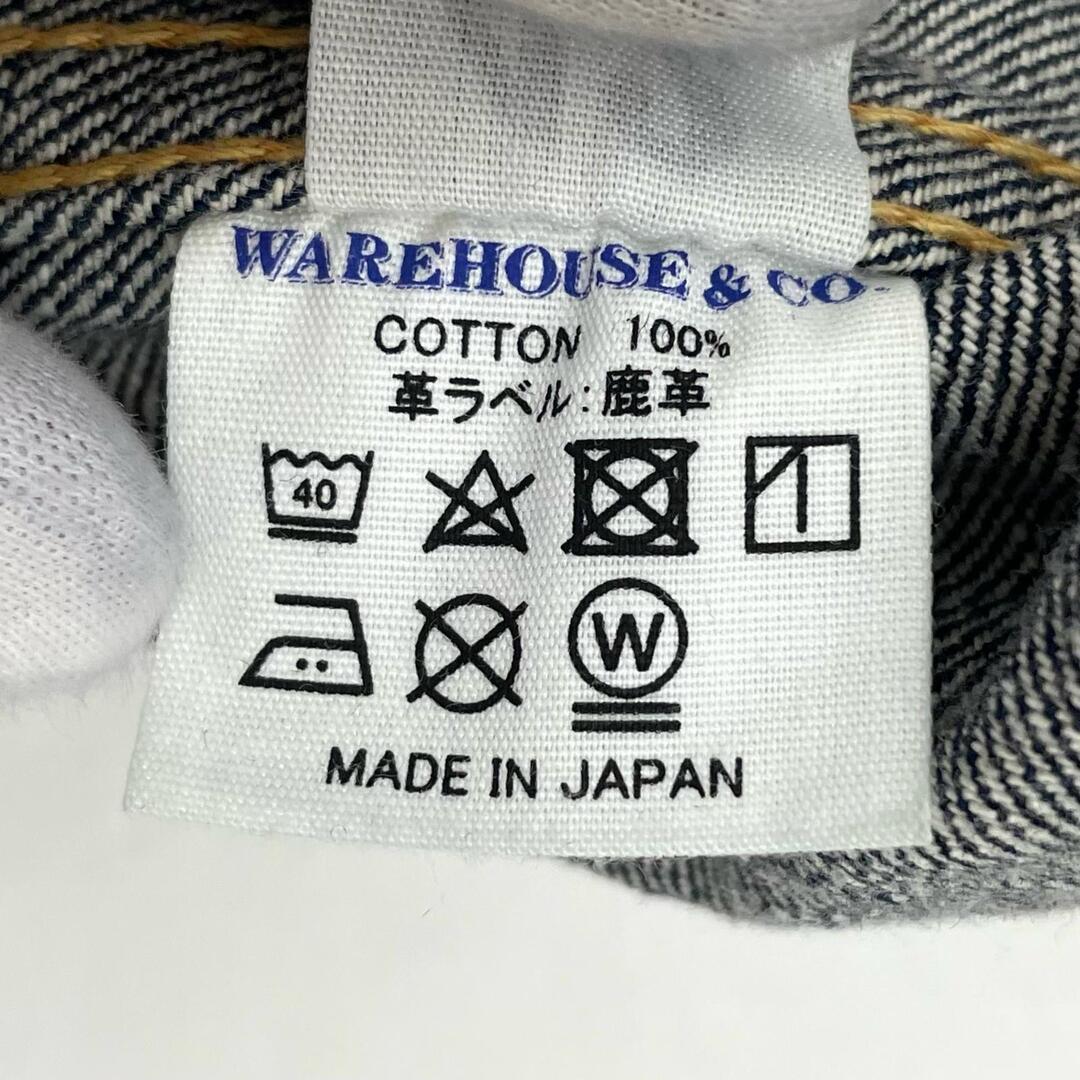 WAREHOUSE & CO.
COTTON 100%
革ラベル:鹿革
40
W
MADE IN JAPAN